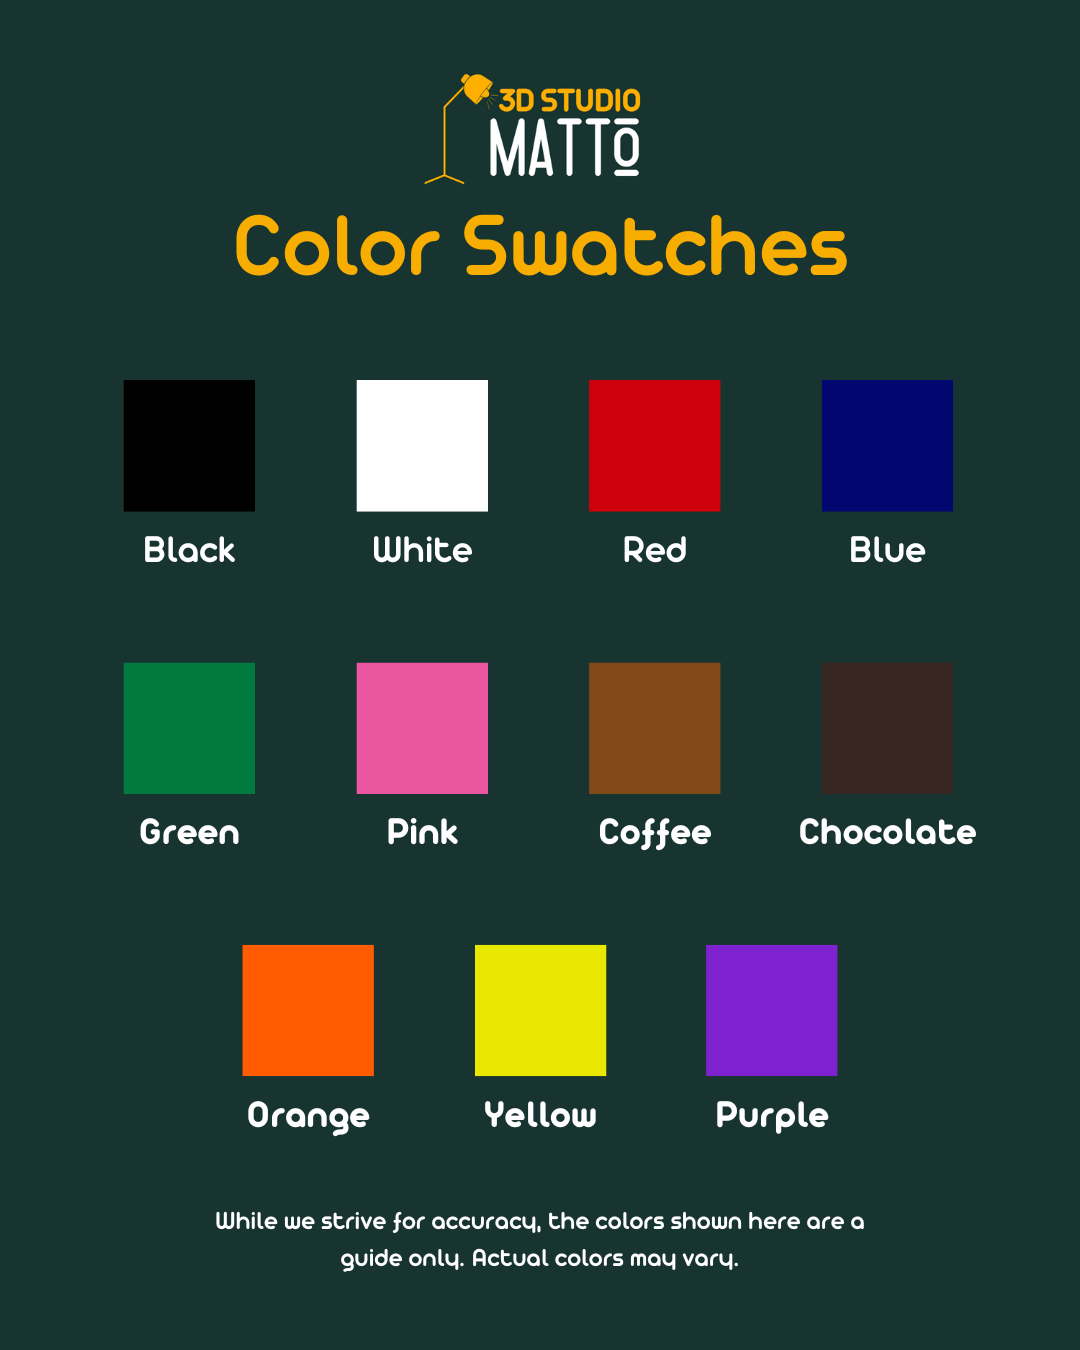 3D STUDIO
MATTŌ
Color Swatches
Black White Red Blue
Green Pink Coffee Chocolate
Orange Yellow Purple
While we strive for accuracy, the colors shown here are a
guide only. Actual colors may vary.